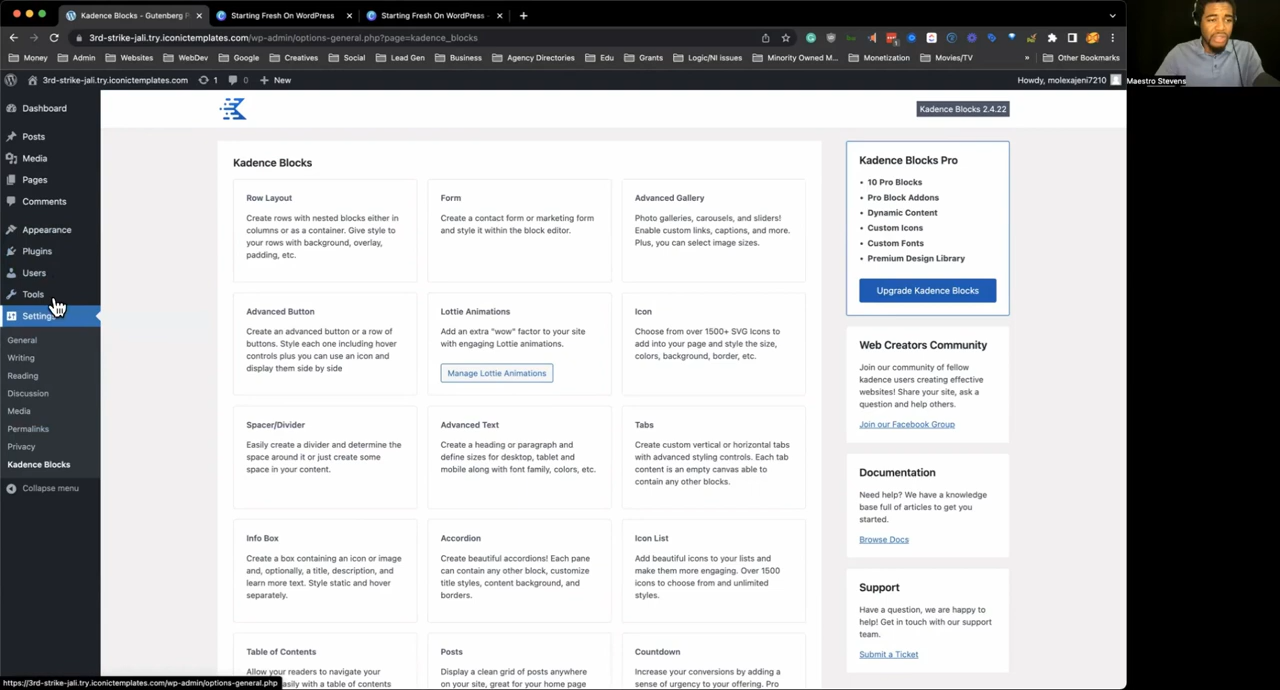 Kadence Blocks - Gutenberg P
Starting Fresh On WordPress
Starting Fresh On WordPress -
3rd-strike-jali.try.iconictemplates.com/wp-admin/options-general.php?page=kadence_blocks
Money
Admin
Websites
WebDev
Google
Creatives
Social
Lead Gen
Business
Agency Directories
Edu
Grants
Logic/NI issues
Minority Owned M...
Monetization
Movies/TV
»
Other Bookmarks
Maestro Stevens
3rd-strike-jali.try.iconictemplates.com
1
0
New
Howdy, molexajeni7210
Dashboard
Posts
Media
Pages
Comments
Appearance
Plugins
Users
Tools
Settings
General
Writing
Reading
Discussion
Media
Permalinks
Privacy
Kadence Blocks
Collapse menu
Kadence Blocks 2.4.22
Kadence Blocks
Row Layout
Create rows with nested blocks either in
columns or as a container. Give style to
your rows with background, overlay,
padding, etc.
Form
Create a contact form or marketing form
and style it within the block editor.
Advanced Gallery
Photo galleries, carousels, and sliders!
Enable custom links, captions, and more.
Plus, you can select image sizes.
Advanced Button
Create an advanced button or a row of
buttons. Style each one including hover
controls plus you can use an icon and
display them side by side
Lottie Animations
Add an extra "wow" factor to your site
with engaging Lottie animations.
Manage Lottie Animations
Icon
Choose from over 1500+ SVG Icons to
add into your page and style the size,
colors, background, border, etc.
Spacer/Divider
Easily create a divider and determine the
space around it or just create some
space in your content.
Advanced Text
Create a heading or paragraph and
define sizes for desktop, tablet and
mobile along with font family, colors, etc.
Tabs
Create custom vertical or horizontal tabs
with advanced styling controls. Each tab
content is an empty canvas able to
contain any other blocks.
Info Box
Create a box containing an icon or image
and, optionally, a title, description, and
learn more text. Style static and hover
separately.
Accordion
Create beautiful accordions! Each pane
can contain any other block, customize
title styles, content background, and
borders.
Icon List
Add beautiful icons to your lists and
make them more engaging. Over 1500
icons to choose from and unlimited
styles.
Table of Contents
Allow your readers to navigate your
easily with a table of contents
Posts
Display a clean grid of posts anywhere
on your site, great for your home page
Countdown
Increase your conversions by adding a
sense of urgency to your offering. Pro
Kadence Blocks Pro
• 10 Pro Blocks
• Pro Block Addons
• Dynamic Content
• Custom Icons
• Custom Fonts
• Premium Design Library
Upgrade Kadence Blocks
Web Creators Community
Join our community of fellow
kadence users creating effective
websites! Share your site, ask a
question and help others.
Join our Facebook Group
Documentation
Need help? We have a knowledge
base full of articles to get you
started.
Browse Docs
Support
Have a question, we are happy to
help! Get in touch with our support
team.
Submit a Ticket
https://3rd-strike-jali.try.iconictemplates.com/wp-admin/options-general.php